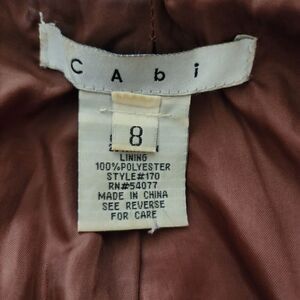 CAbi
8
LINING
100%POLYESTER
STYLE#170
RN#54077
MADE IN CHINA
SEE REVERSE
FOR CARE